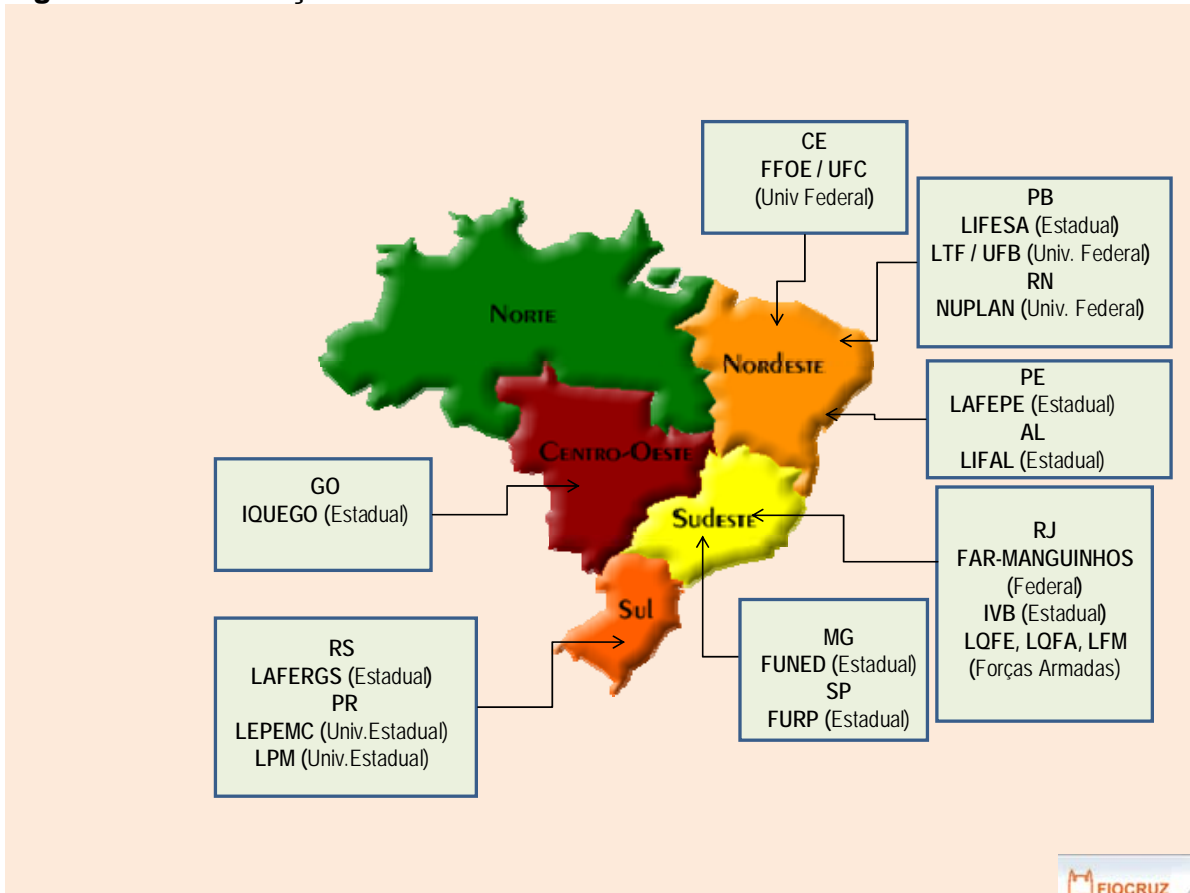 CE
FFOE / UFC
(Univ Federal)
PB
LIFESA (Estadual)
LTF / UFB (Univ. Federal)
RN
NUPLAN (Univ. Federal)
NORTE
NORDESTE
PE
LAFEPE (Estadual)
AL
LIFAL (Estadual)
CENTRO-OESTE
GO
IQUEGO (Estadual)
SUDESTE
RJ
FAR-MANGUINHOS
(Federal)
IVB (Estadual)
LQFE, LQFA, LFM
(Forças Armadas)
Sul
MG
FUNED (Estadual)
SP
FURP (Estadual)
RS
LAFERGS (Estadual)
PR
LEPEMC (Univ.Estadual)
LPM (Univ.Estadual)
FIOCRUZ